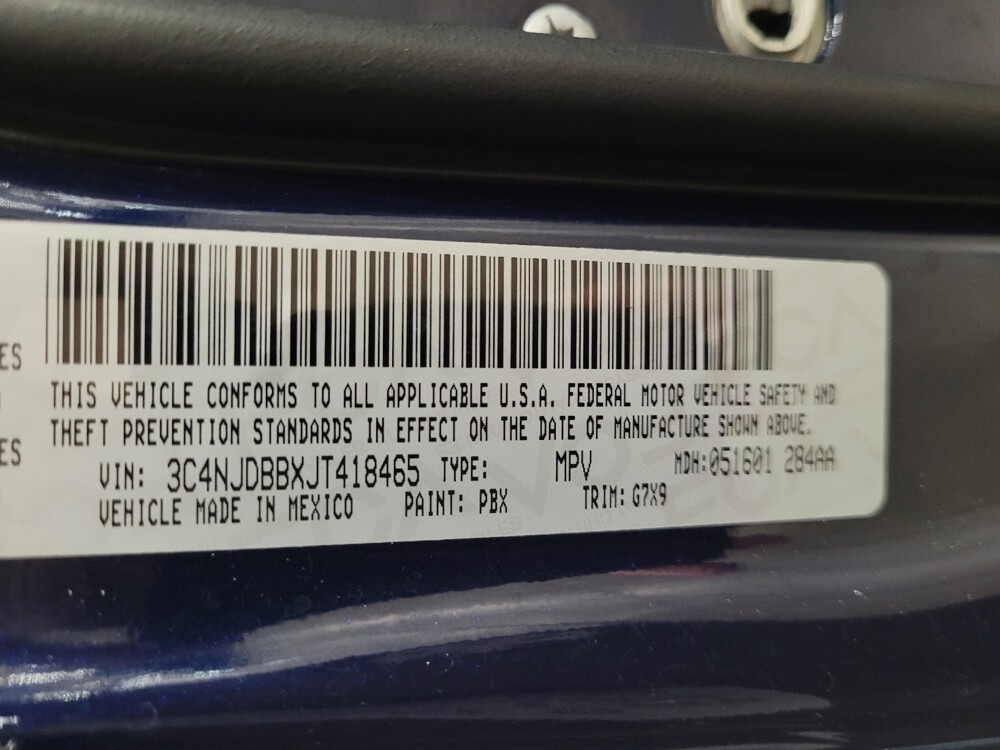 ES
THIS VEHICLE CONFORMS TO ALL APPLICABLE U.S.A. FEDERAL MOTOR VEHICLE SAFETY AND
THEFT PREVENTION STANDARDS IN EFFECT ON THE DATE OF MANUFACTURE SHOWN ABOVE.
ES
VIN: 3C4NJDBBXJT418465 TYPE: MPV MDH:051601 284AA
VEHICLE MADE IN MEXICO PAINT: PBX TRIM: G7X9